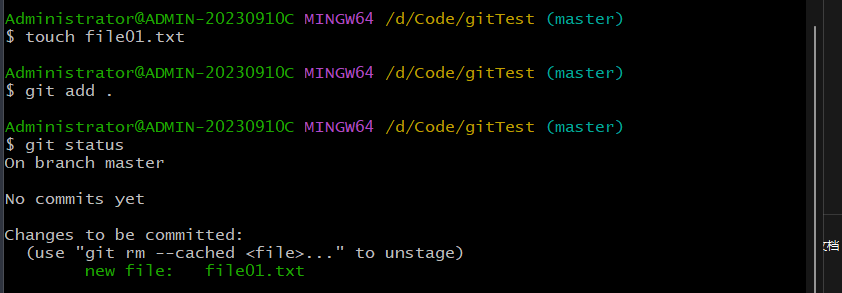 Administrator@ADMIN-20230910C MINGW64 /d/Code/gitTest (master)
$ touch file01.txt
Administrator@ADMIN-20230910C MINGW64 /d/Code/gitTest (master)
$ git add .
Administrator@ADMIN-20230910C MINGW64 /d/Code/gitTest (master)
$ git status
On branch master
No commits yet
Changes to be committed:
  (use "git rm --cached <file>..." to unstage)
        new file:   file01.txt
文档